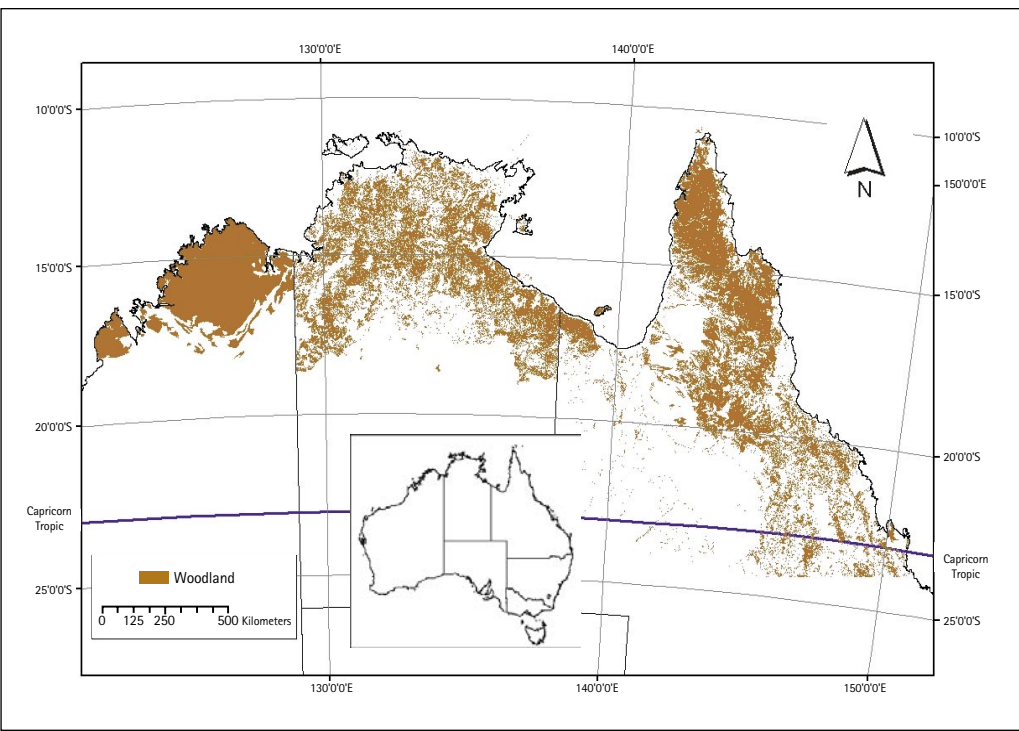 130°0'0"E 140°0'0"E
10°0'0"S
10°0'0"S
N
150°0'0"E
15°0'0"S
15°0'0"S
20°0'0"S
20°0'0"S
Capricorn
Tropic
Capricorn
Tropic
Woodland
25°0'0"S
0 125 250 500 Kilometers
25°0'0"S
130°0'0"E 140°0'0"E 150°0'0"E